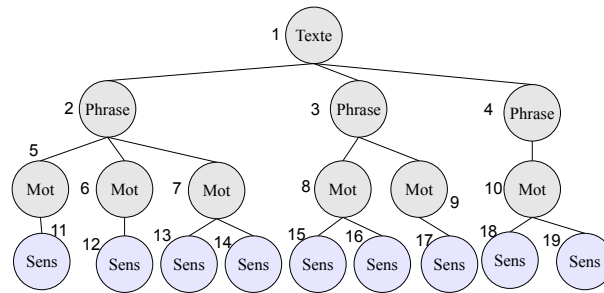 1 Texte
2 Phrase 3 Phrase 4 Phrase
5 Mot 6 Mot 7 Mot 8 Mot Mot 9 10 Mot
11 Sens 12 Sens 13 Sens 14 Sens 15 Sens 16 Sens 17 Sens 18 Sens 19 Sens